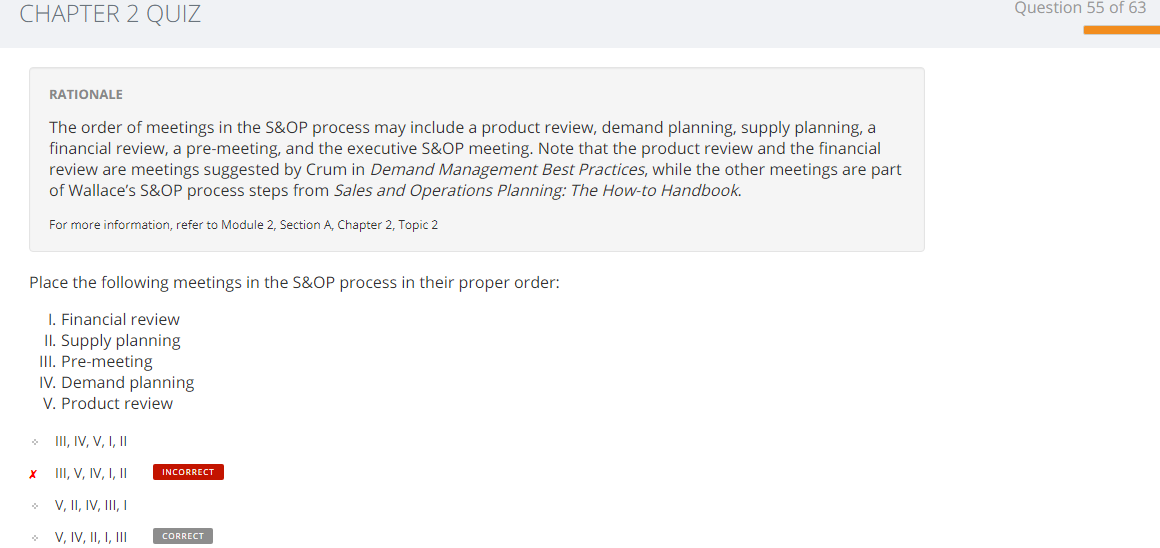 CHAPTER 2 QUIZ
Question 55 of 63
RATIONALE
The order of meetings in the S&OP process may include a product review, demand planning, supply planning, a
financial review, a pre-meeting, and the executive S&OP meeting. Note that the product review and the financial
review are meetings suggested by Crum in Demand Management Best Practices, while the other meetings are part
of Wallace’s S&OP process steps from Sales and Operations Planning: The How-to Handbook.
For more information, refer to Module 2, Section A, Chapter 2, Topic 2
Place the following meetings in the S&OP process in their proper order:
I. Financial review
II. Supply planning
III. Pre-meeting
IV. Demand planning
V. Product review
III, IV, V, I, II
III, V, IV, I, II INCORRECT
V, II, IV, III, I
V, IV, II, I, III CORRECT